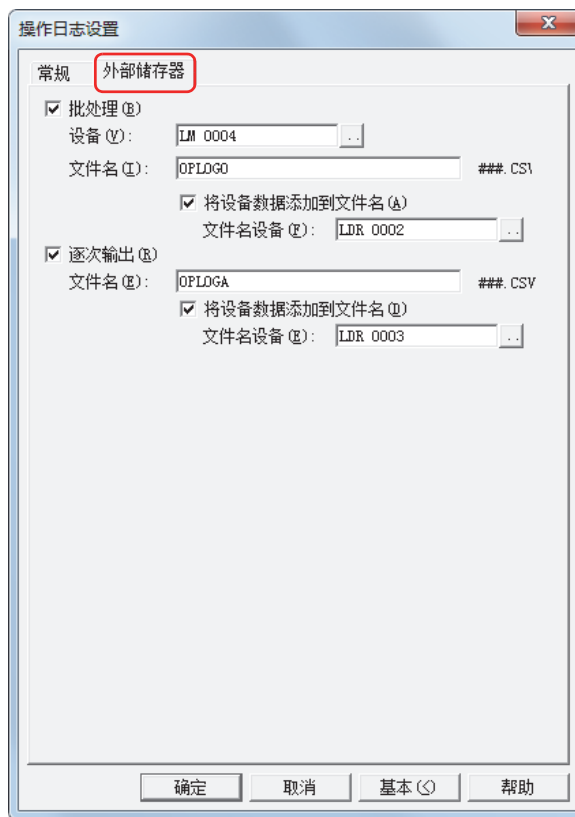 操作日志设置
常规 外部储存器
批处理(B)
设备(V): LM 0004 ..
文件名(I): OPLOGO ###.CSV
将设备数据添加到文件名(A)
文件名设备(F): LDR 0002 ..
逐次输出(R)
文件名(E): OPLOGA ###.CSV
将设备数据添加到文件名(D)
文件名设备(E): LDR 0003 ..
确定 取消 基本(<) 帮助